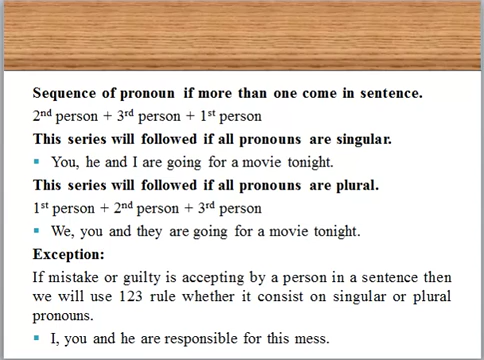 Sequence of pronoun if more than one come in sentence.
2nd person + 3rd person + 1st person
This series will followed if all pronouns are singular.
▪ You, he and I are going for a movie tonight.
This series will followed if all pronouns are plural.
1st person + 2nd person + 3rd person
▪ We, you and they are going for a movie tonight.
Exception:
If mistake or guilty is accepting by a person in a sentence then
we will use 123 rule whether it consist on singular or plural
pronouns.
▪ I, you and he are responsible for this mess.